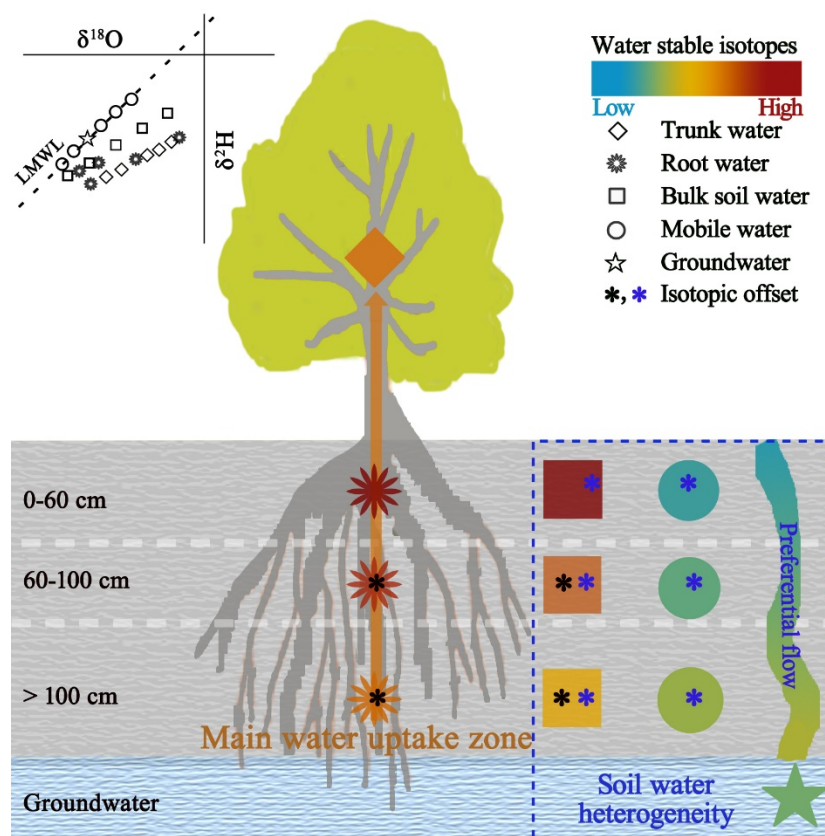 δ¹⁸O
δ²H
LMWL
Water stable isotopes
Low
High
Trunk water
Root water
Bulk soil water
Mobile water
Groundwater
*, * Isotopic offset
0-60 cm
60-100 cm
> 100 cm
Preferential flow
Main water uptake zone
Groundwater
Soil water
heterogeneity